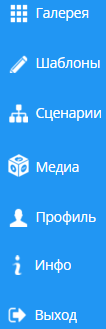 Галерея
Шаблоны
Сценарии
Медиа
Профиль
Инфо
Выход